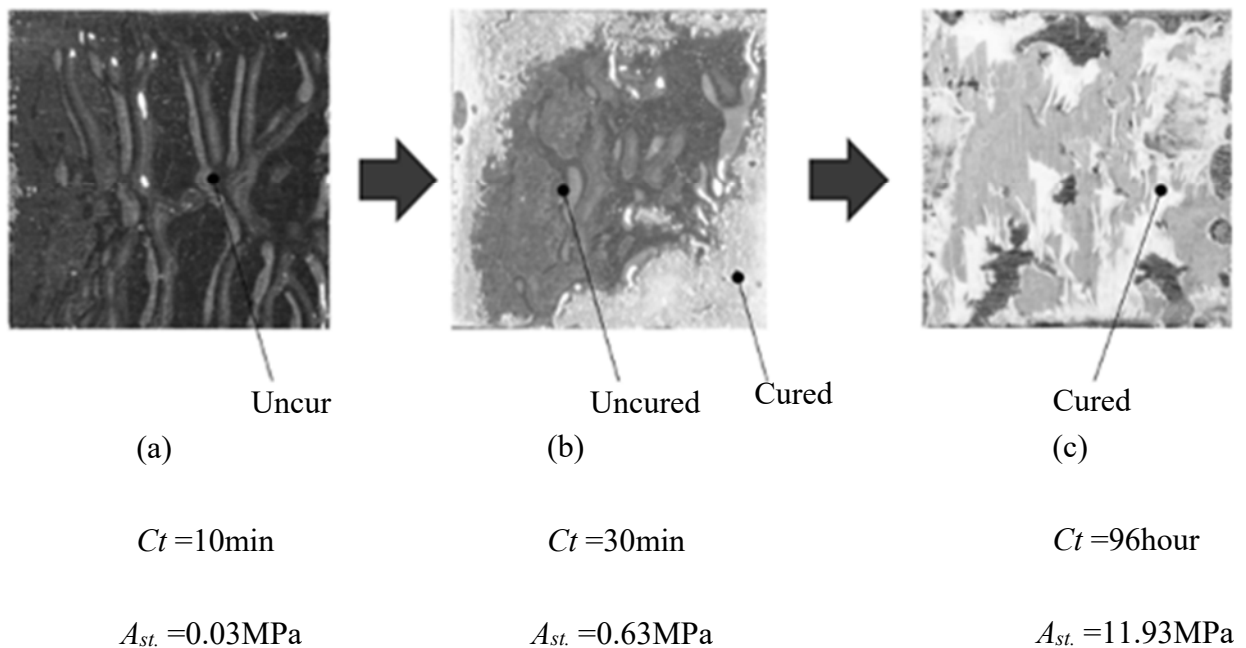 Uncur
Uncured
Cured
Cured
(a)
(b)
(c)
Ct =10min
Ct =30min
Ct =96hour
Ast. =0.03MPa
Ast. =0.63MPa
Ast. =11.93MPa